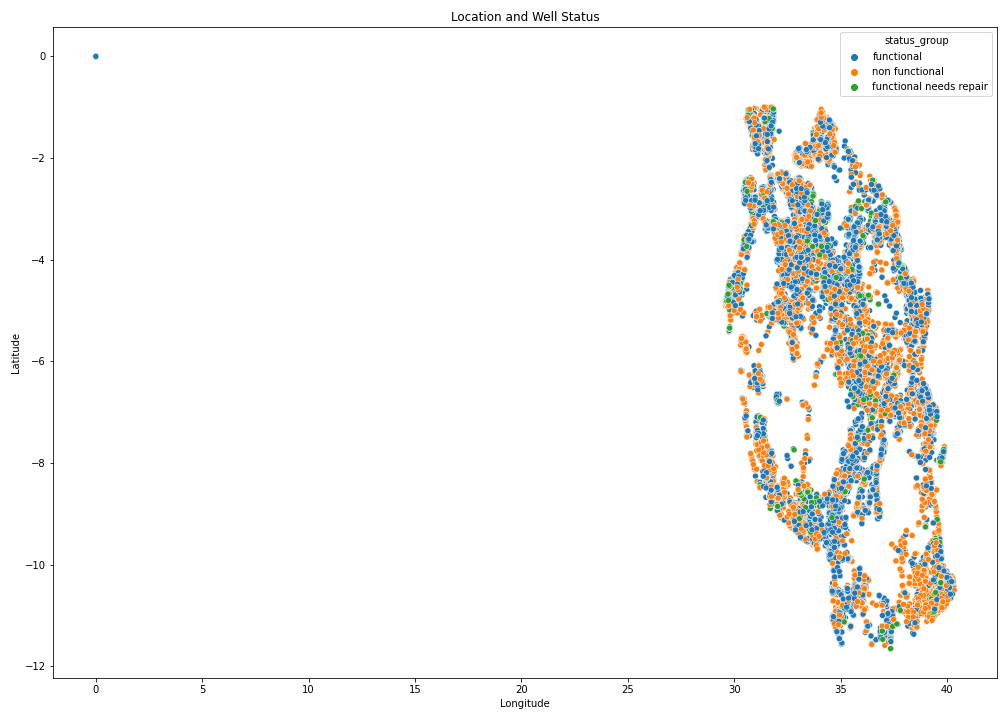 Location and Well Status
status_group
functional
non functional
functional needs repair
Latitude
0
−2
−4
−6
−8
−10
−12
0
5
10
15
20
25
30
35
40
Longitude